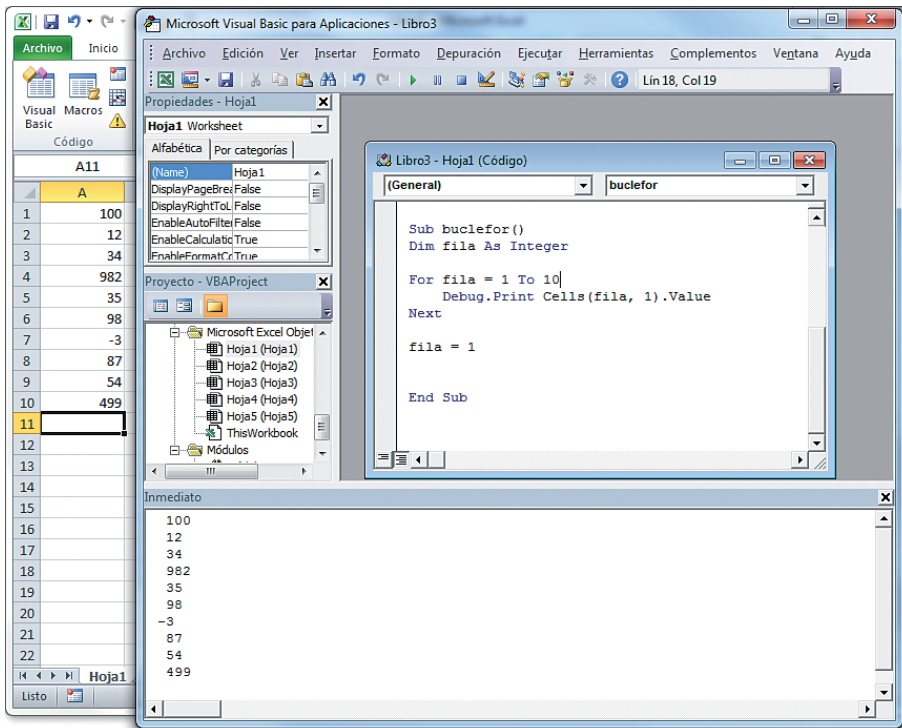 Microsoft Visual Basic para Aplicaciones - Libro3
Archivo Inicio
Visual Basic
Macros
Código
A11
A
1 100
2 12
3 34
4 982
5 35
6 98
7 -3
8 87
9 54
10 499
11
12
13
14
15
16
17
18
19
20
21
22
Hoja1
Listo
Archivo Edición Ver Insertar Formato Depuración Ejecutar Herramientas Complementos Ventana Ayuda
Lín 18, Col 19
Propiedades - Hoja1
Hoja1 Worksheet
Alfabética Por categorías
(Name) Hoja1
DisplayPageBrea False
DisplayRightToL False
EnableAutoFilter False
EnableCalculatic True
EnableFormatCo True
Proyecto - VBAProject
Microsoft Excel Objet
Hoja1 (Hoja1)
Hoja2 (Hoja2)
Hoja3 (Hoja3)
Hoja4 (Hoja4)
Hoja5 (Hoja5)
ThisWorkbook
Módulos
Libro3 - Hoja1 (Código)
(General) buclefor
Sub buclefor()
Dim fila As Integer
For fila = 1 To 10
Debug.Print Cells(fila, 1).Value
Next
fila = 1
End Sub
Inmediato
100
12
34
982
35
98
-3
87
54
499